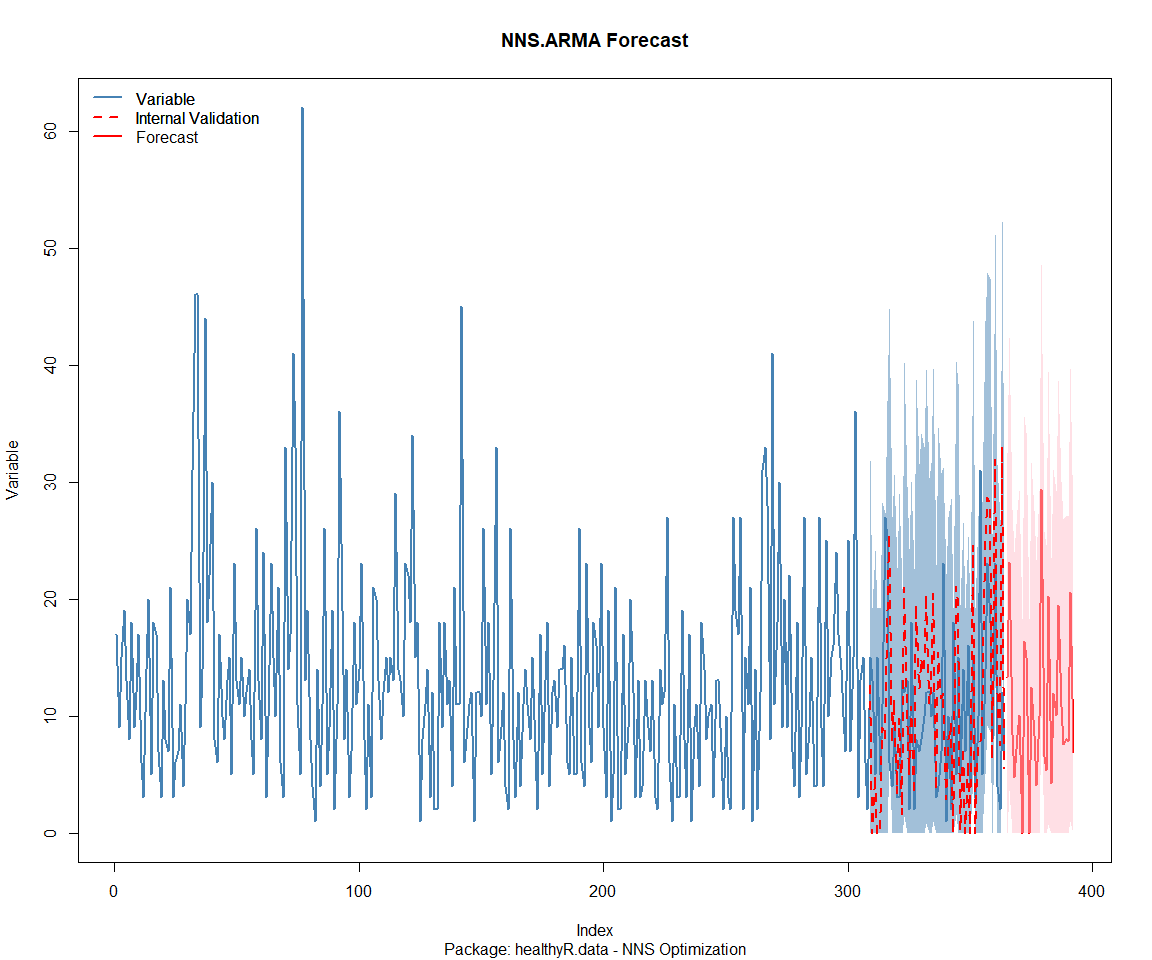 NNS.ARMA Forecast
Variable
Internal Validation
Forecast
60
50
40
30
20
10
0
Variable
0 100 200 300 400
Index
Package: healthyR.data - NNS Optimization